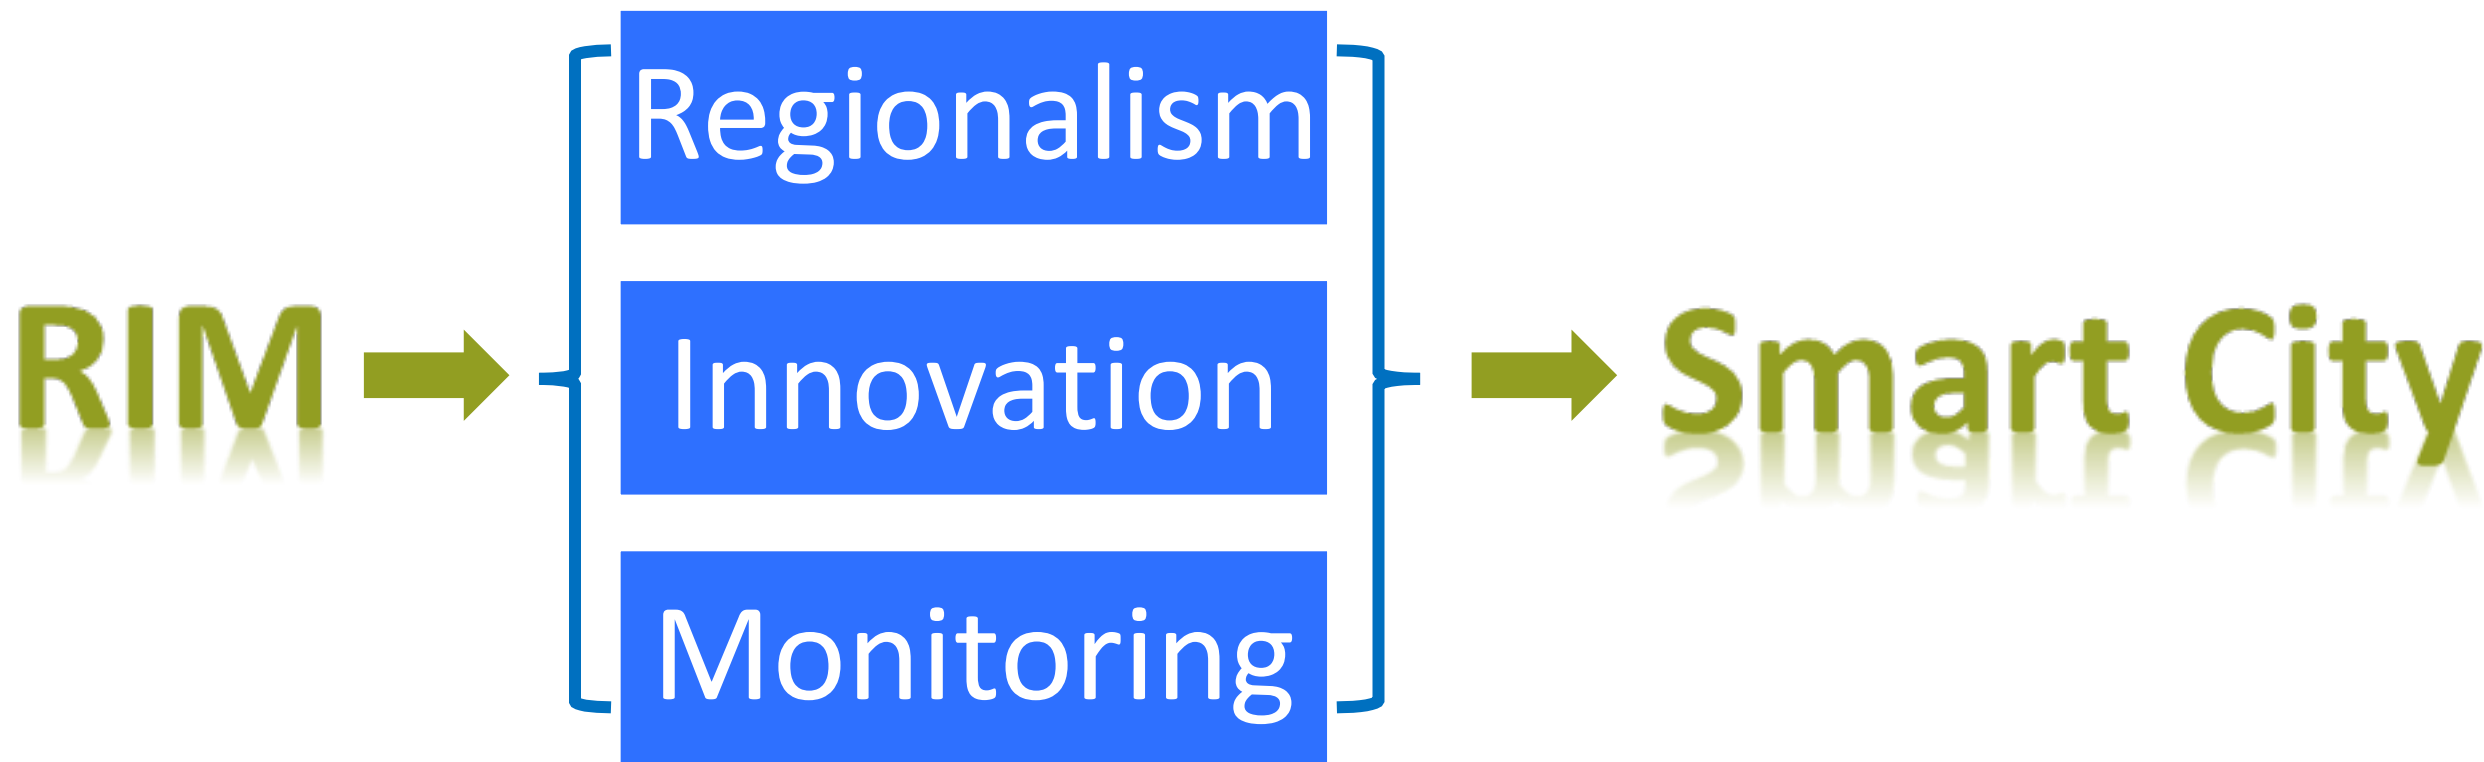 RIM
Regionalism
Innovation
Monitoring
Smart City